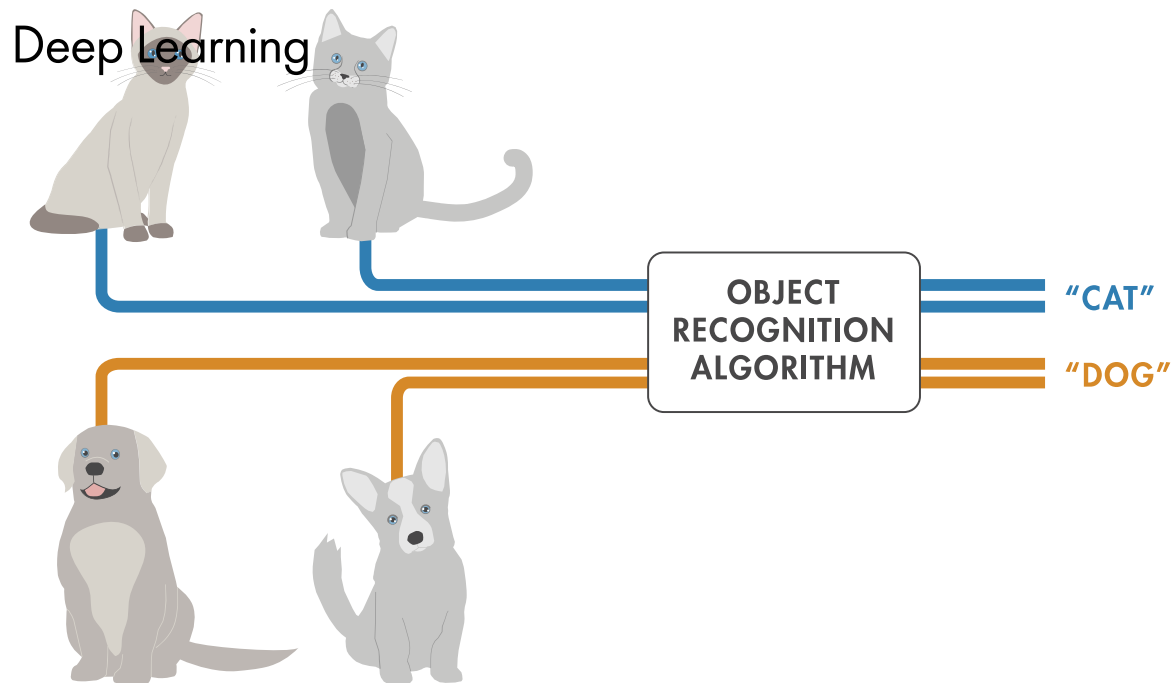 Deep Learning
OBJECT
RECOGNITION
ALGORITHM
“CAT”
“DOG”